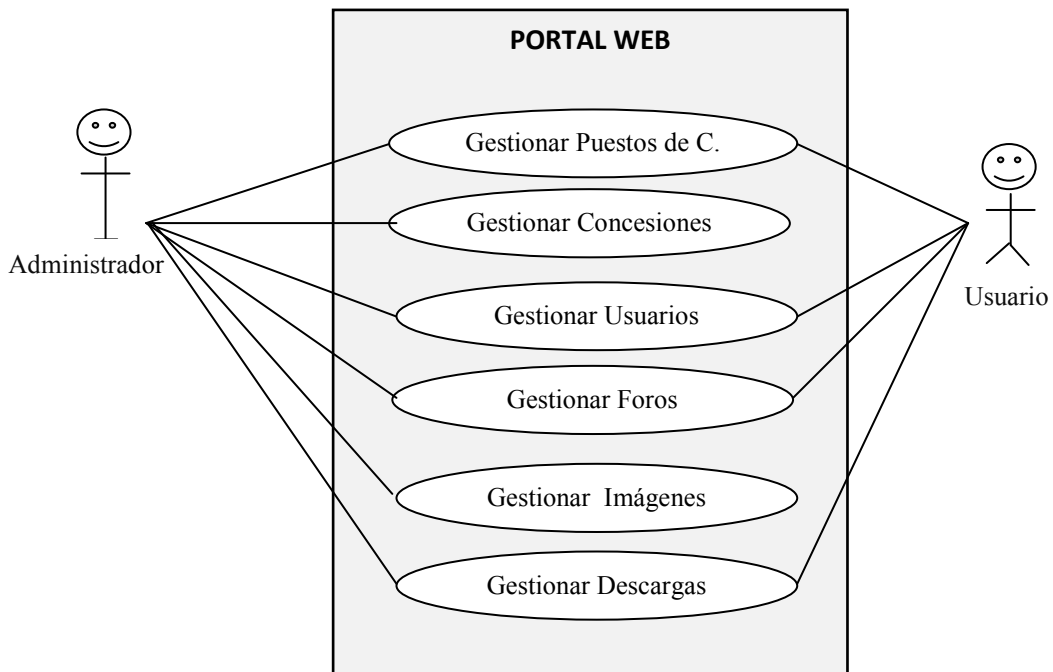 PORTAL WEB
Gestionar Puestos de C.
Gestionar Concesiones
Administrador
Gestionar Usuarios
Usuario
Gestionar Foros
Gestionar Imágenes
Gestionar Descargas